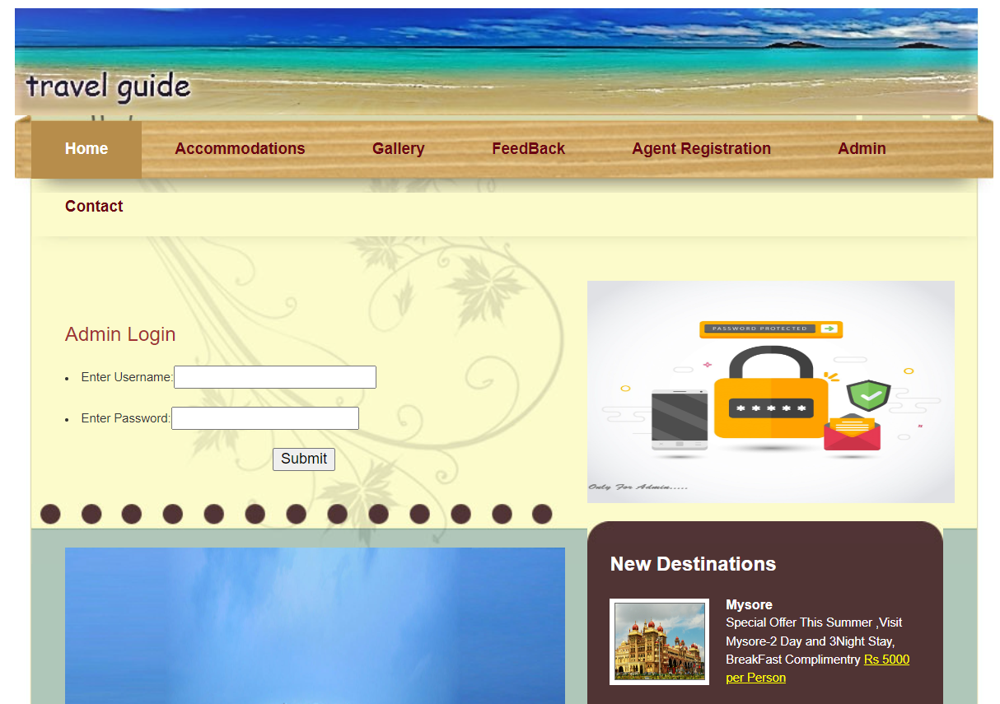 travel guide
Home Accommodations Gallery FeedBack Agent Registration Admin
Contact
Admin Login
Enter Username:
Enter Password:
Submit
PASSWORD PROTECTED
* * * * *
Only For Admin.....
New Destinations
Mysore
Special Offer This Summer ,Visit
Mysore-2 Day and 3Night Stay,
BreakFast Complimentry Rs 5000
per Person